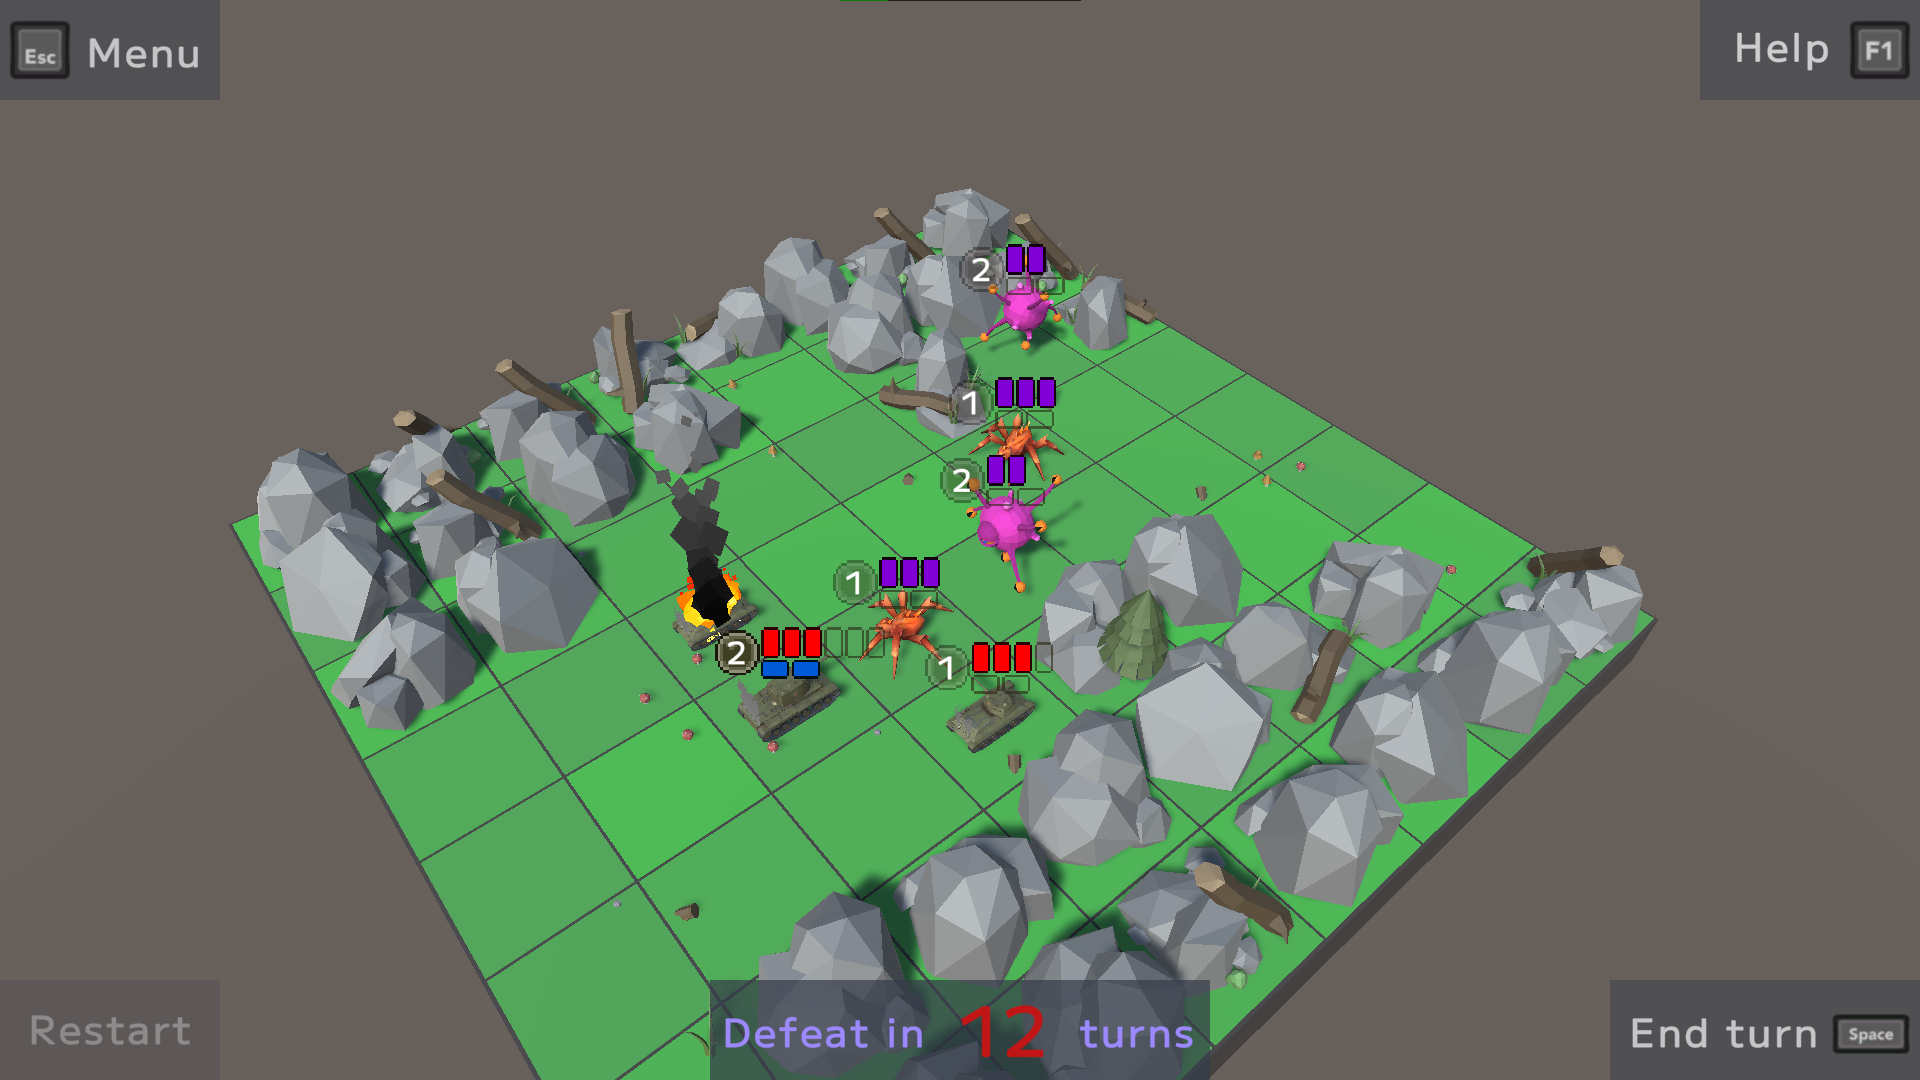 Esc Menu
Help F1
2
1
2
1
2
1
Restart
Defeat in 12 turns
End turn Space